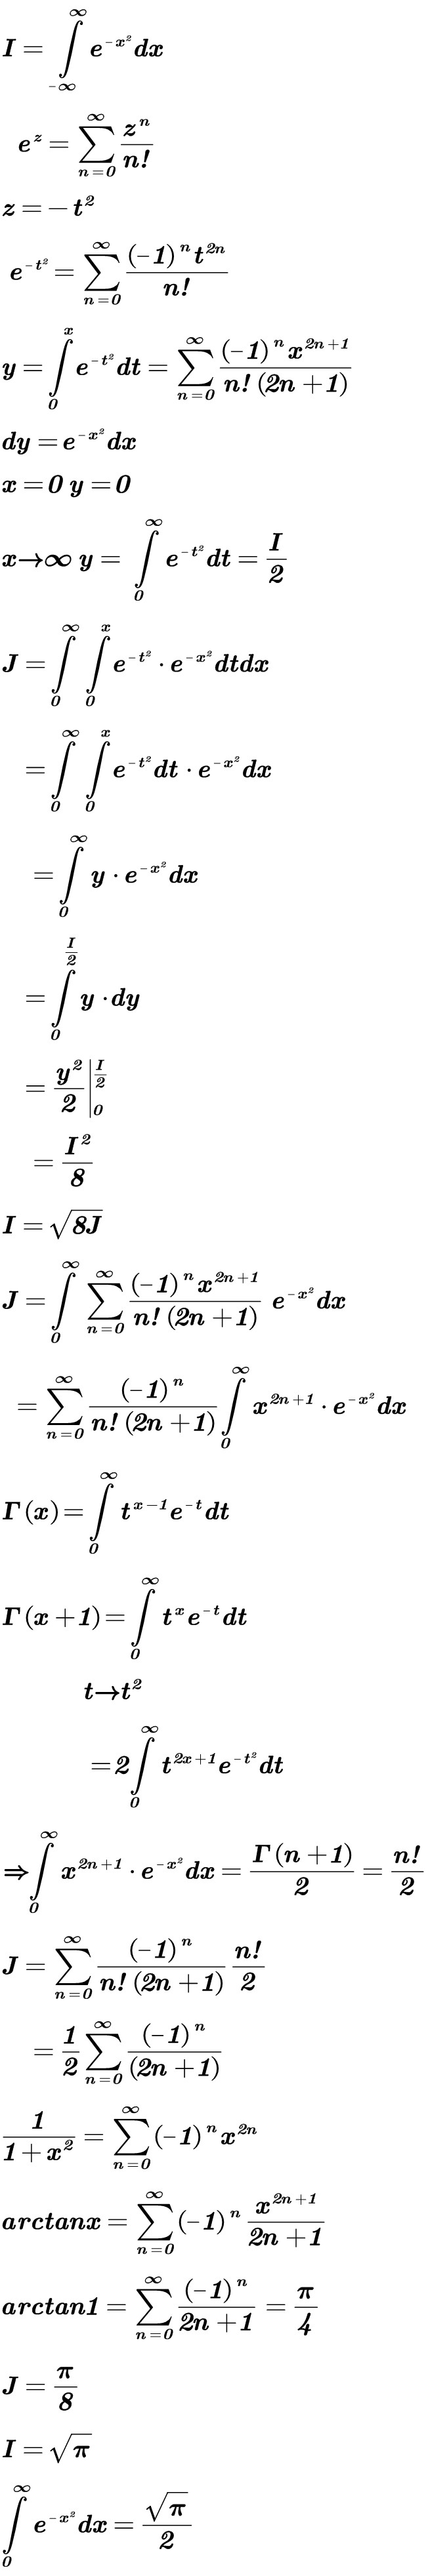 I = ∫_{-∞}^{∞} e^{-x²}dx
e^z = ∑_{n=0}^{∞} z^n/n!
z = -t²
e^{-t²} = ∑_{n=0}^{∞} (-1)^n t^{2n}/n!
y = ∫_0^x e^{-t²}dt = ∑_{n=0}^{∞} (-1)^n x^{2n+1}/(n!(2n+1))
dy = e^{-x²}dx
x = 0 y = 0
x→∞ y = ∫_0^∞ e^{-t²}dt = I/2
J = ∫_0^∞ ∫_0^x e^{-t²}·e^{-x²}dtdx
= ∫_0^∞ ∫_0^x e^{-t²}dt·e^{-x²}dx
= ∫_0^∞ y·e^{-x²}dx
= ∫_0^{I/2} y·dy
= y²/2 |_0^{I/2}
= I²/8
I = √(8J)
J = ∫_0^∞ ∑_{n=0}^{∞} (-1)^n x^{2n+1}/(n!(2n+1)) e^{-x²}dx
= ∑_{n=0}^{∞} (-1)^n/(n!(2n+1)) ∫_0^∞ x^{2n+1}·e^{-x²}dx
Γ(x) = ∫_0^∞ t^{x-1}e^{-t}dt
Γ(x+1) = ∫_0^∞ t^x e^{-t}dt
t→t²
= 2∫_0^∞ t^{2x+1}e^{-t²}dt
⇒∫_0^∞ x^{2n+1}·e^{-x²}dx = Γ(n+1)/2 = n!/2
J = ∑_{n=0}^{∞} (-1)^n/(n!(2n+1)) n!/2
= 1/2 ∑_{n=0}^{∞} (-1)^n/(2n+1)
1/(1+x²) = ∑_{n=0}^{∞} (-1)^n x^{2n}
arctanx = ∑_{n=0}^{∞} (-1)^n x^{2n+1}/(2n+1)
arctan1 = ∑_{n=0}^{∞} (-1)^n/(2n+1) = π/4
J = π/8
I = √π
∫_0^∞ e^{-x²}dx = √π/2